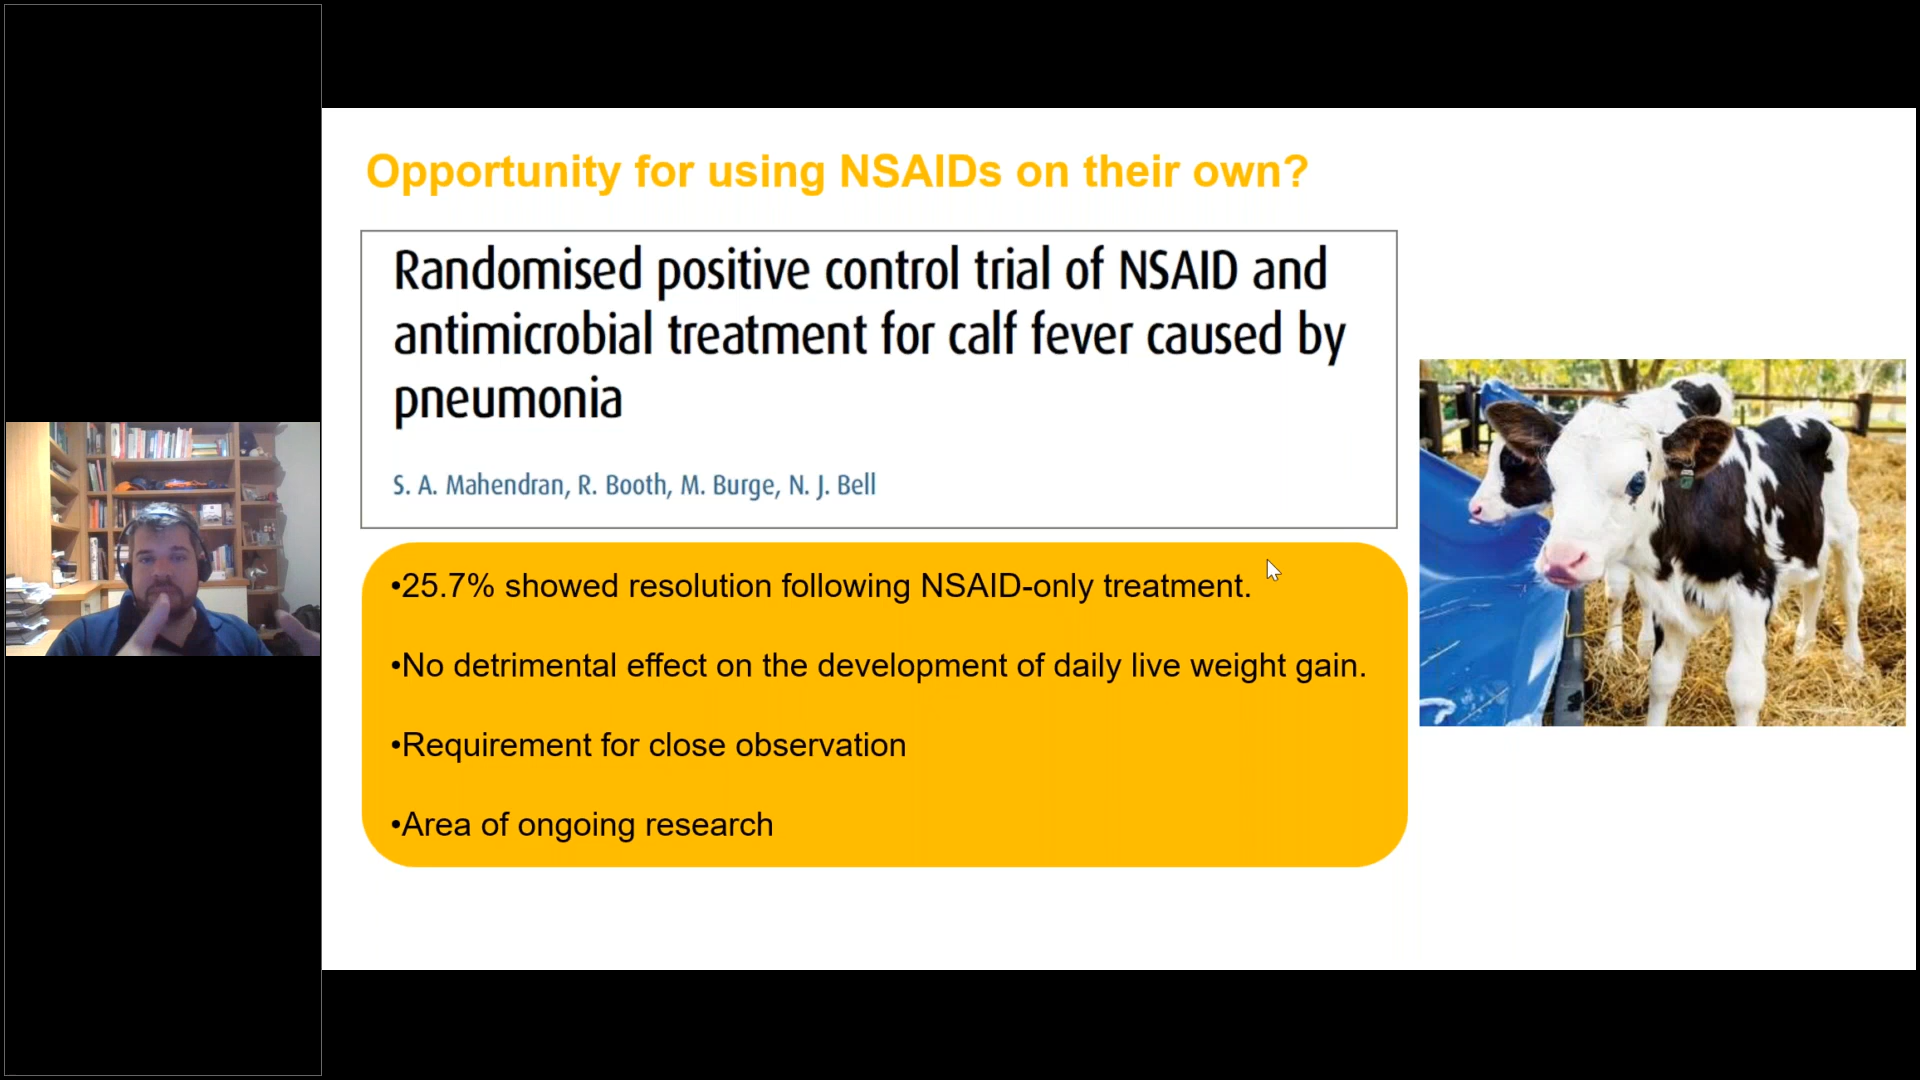 Opportunity for using NSAIDs on their own?
Randomised positive control trial of NSAID and
antimicrobial treatment for calf fever caused by
pneumonia
S. A. Mahendran, R. Booth, M. Burge, N. J. Bell
•25.7% showed resolution following NSAID-only treatment.
•No detrimental effect on the development of daily live weight gain.
•Requirement for close observation
•Area of ongoing research